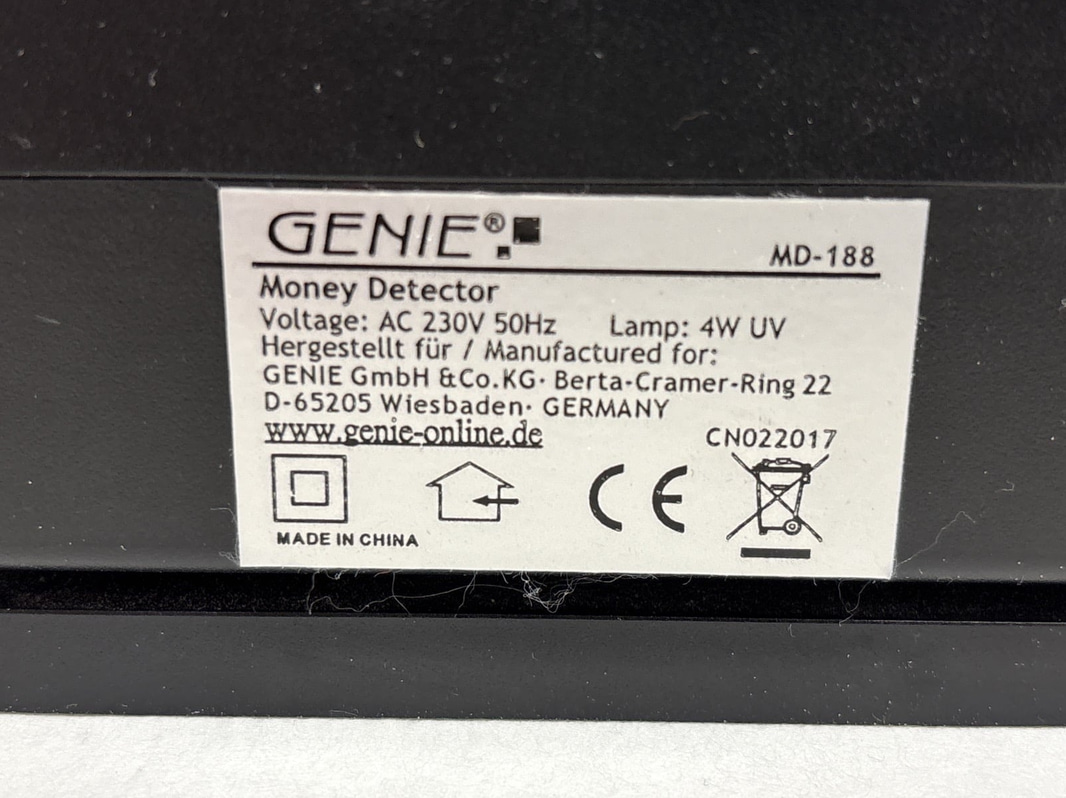 GENIE®
MD-188
Money Detector
Voltage: AC 230V 50Hz Lamp: 4W UV
Hergestellt für / Manufactured for:
GENIE GmbH &Co.KG· Berta-Cramer-Ring 22
D-65205 Wiesbaden· GERMANY
www.genie-online.de
CN022017
CE
MADE IN CHINA